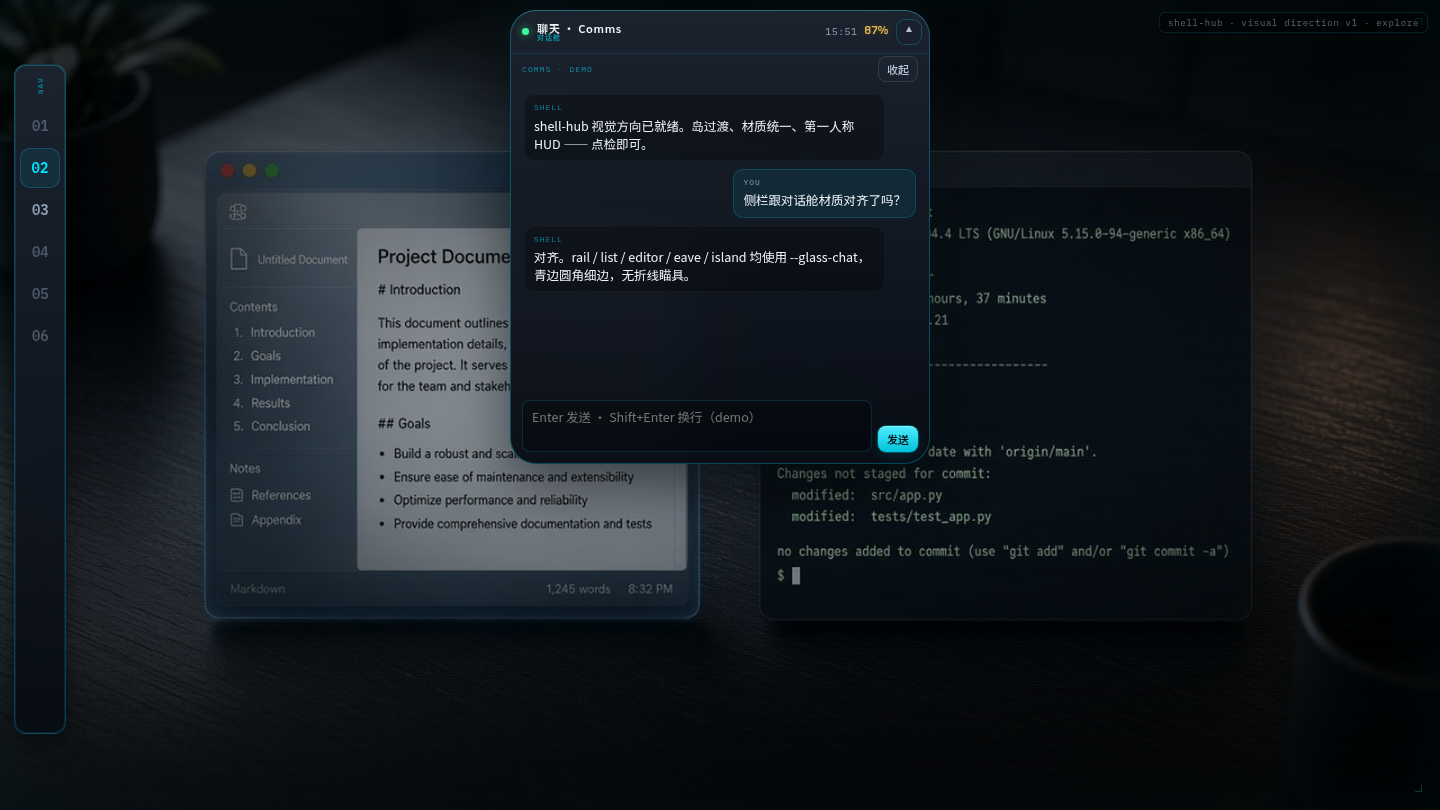 shell-hub · visual direction v1 · explore
NAV
01
02
03
04
05
06
聊天 · Comms
对话舱
15:51 87%
▲
COMMS · DEMO
收起
SHELL
shell-hub 视觉方向已就绪。岛过渡、材质统一、第一人称
HUD —— 点检即可。
YOU
侧栏跟对话舱材质对齐了吗？
SHELL
对齐。rail / list / editor / eave / island 均使用 --glass-chat，
青边圆角细边，无折线瞄具。
Enter 发送 · Shift+Enter 换行（demo）
发送
Untitled Document
Contents
1. Introduction
2. Goals
3. Implementation
4. Results
5. Conclusion
Notes
References
Appendix
Project Docume
# Introduction
This document outlines
implementation details,
of the project. It serves
for the team and stakeh
## Goals
• Build a robust and sca
• Ensure ease of maintenance and extensibility
• Optimize performance and reliability
• Provide comprehensive documentation and tests
Markdown
1,245 words 8:32 PM
4.4 LTS (GNU/Linux 5.15.0-94-generic x86_64)
hours, 37 minutes
.21
----------------
date with 'origin/main'.
Changes not staged for commit:
modified: src/app.py
modified: tests/test_app.py
no changes added to commit (use "git add" and/or "git commit -a")
$